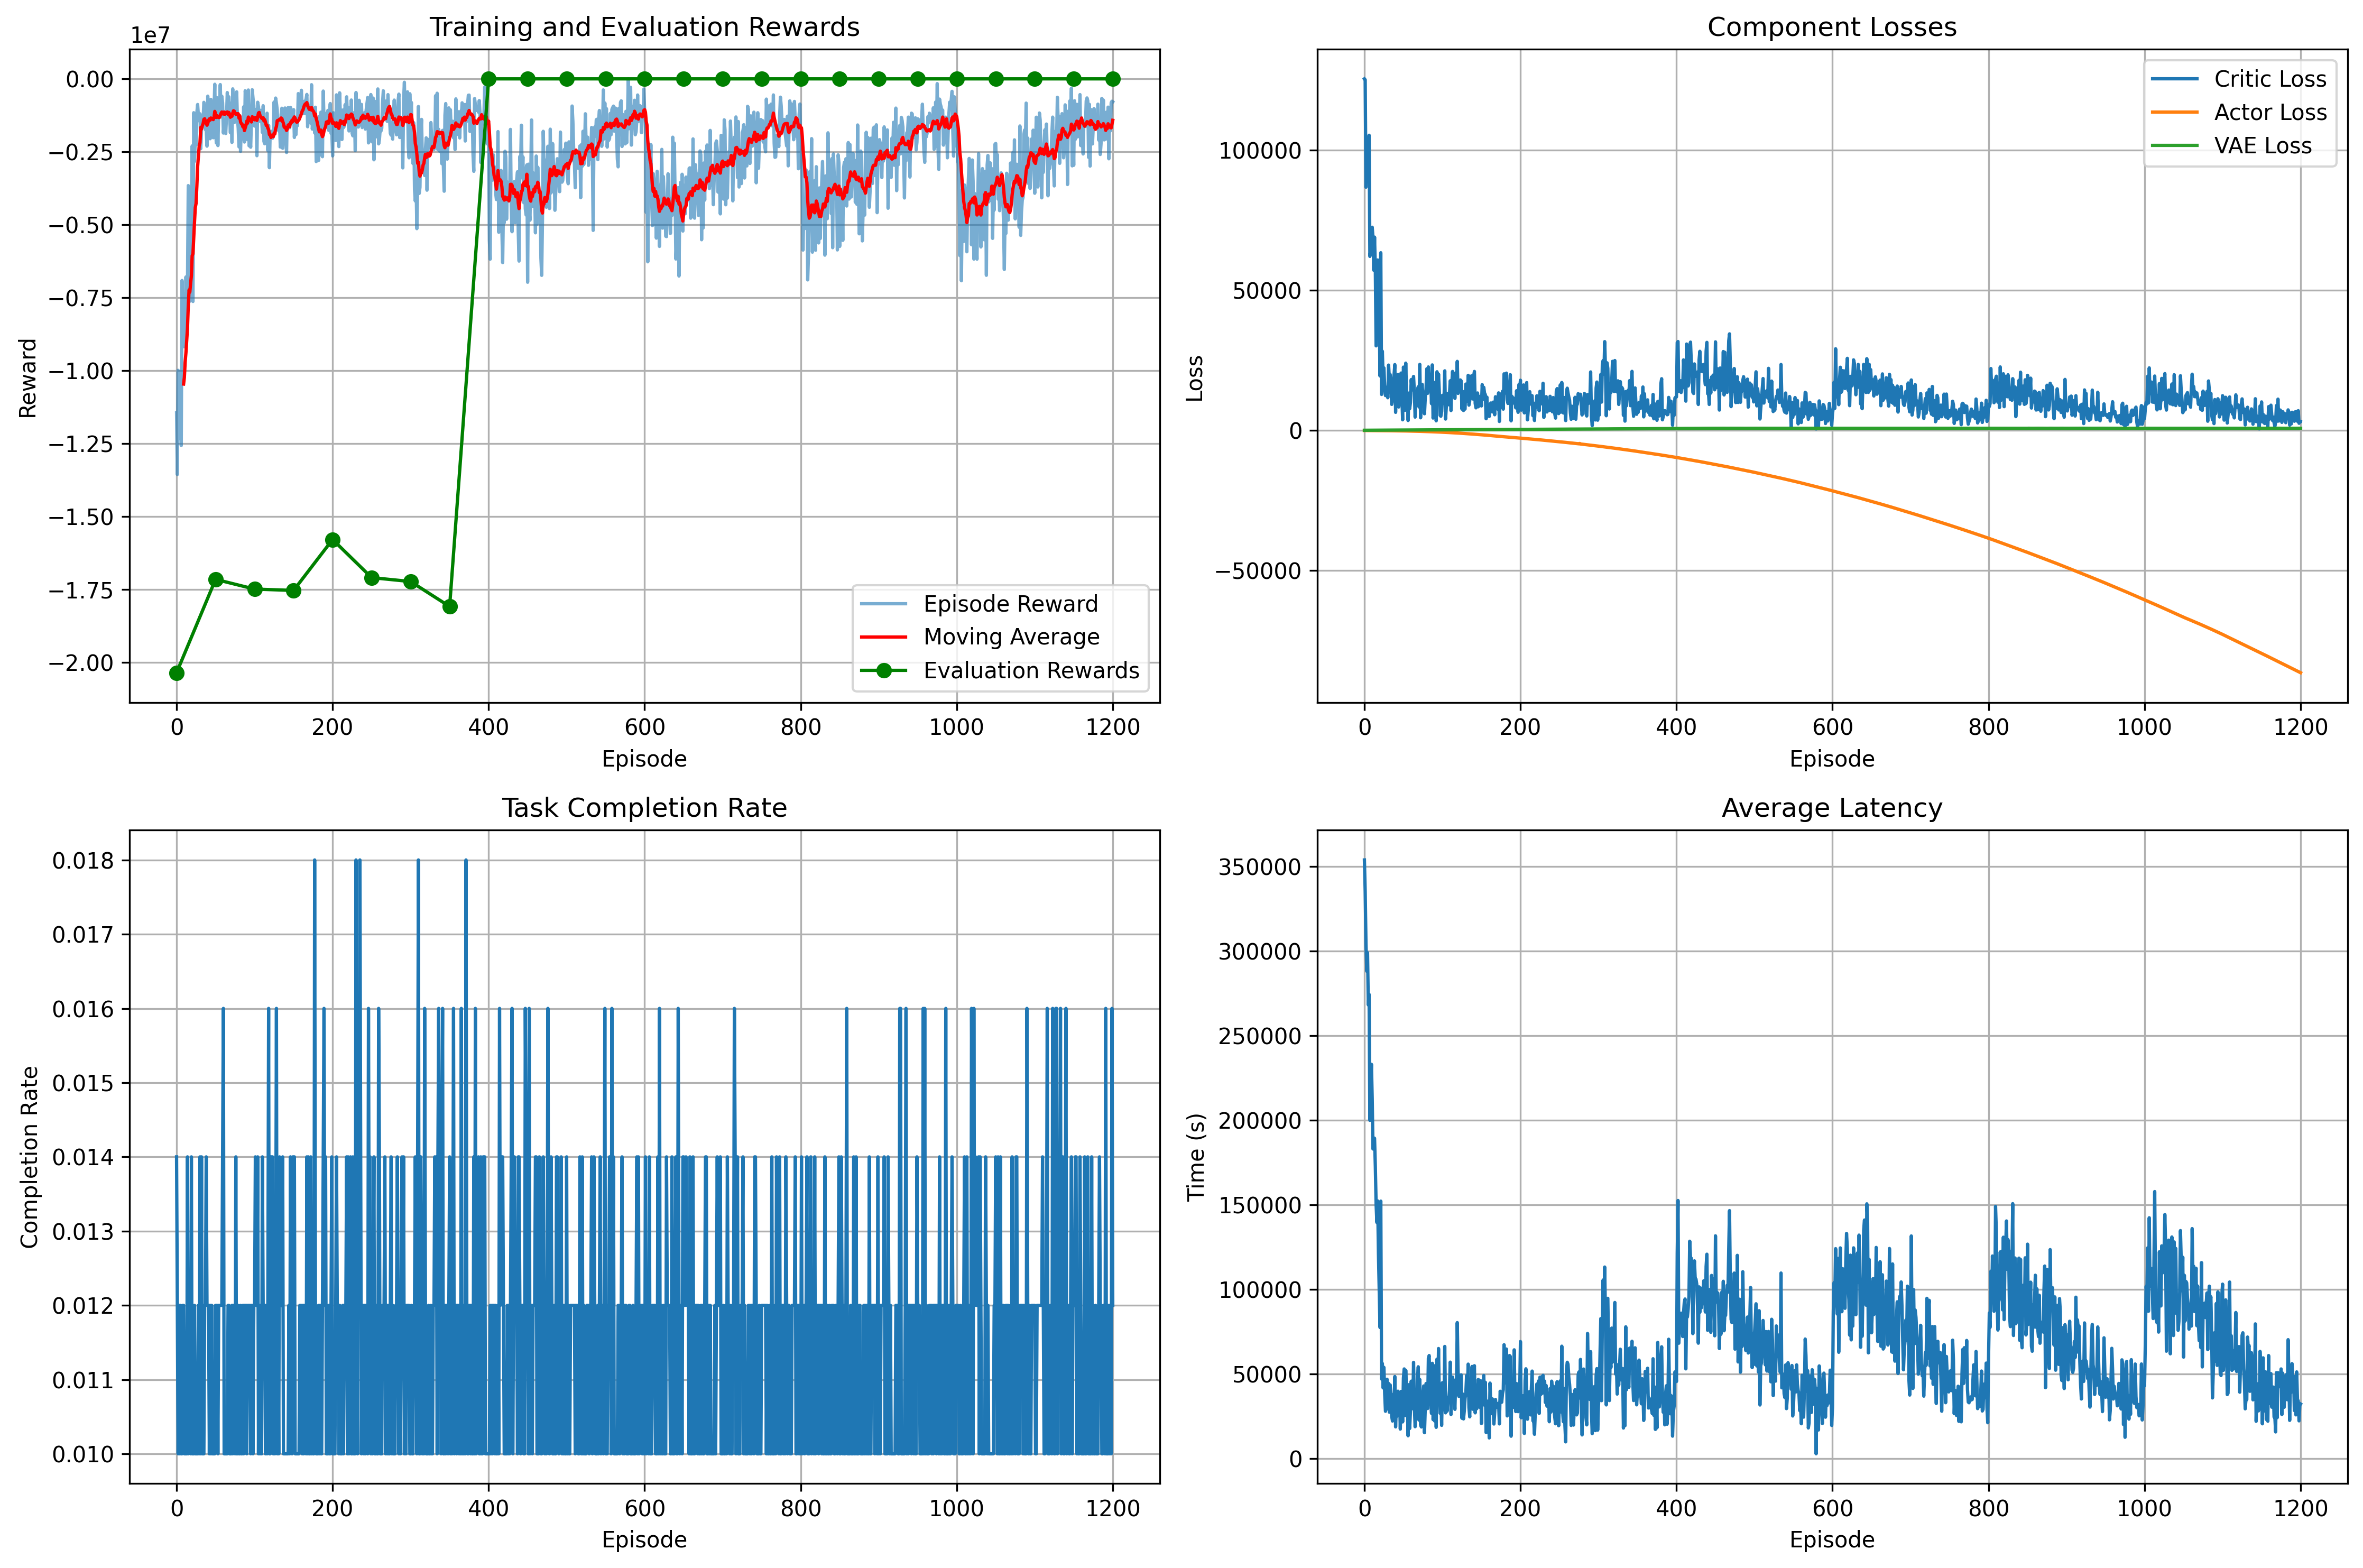 Training and Evaluation Rewards
1e7
0.00
−0.25
−0.50
−0.75
−1.00
−1.25
−1.50
−1.75
−2.00
Reward
Episode Reward
Moving Average
Evaluation Rewards
0 200 400 600 800 1000 1200
Episode
Component Losses
100000
50000
0
−50000
Loss
Critic Loss
Actor Loss
VAE Loss
0 200 400 600 800 1000 1200
Episode
Task Completion Rate
0.018
0.017
0.016
0.015
0.014
0.013
0.012
0.011
0.010
Completion Rate
0 200 400 600 800 1000 1200
Episode
Average Latency
350000
300000
250000
200000
150000
100000
50000
0
Time (s)
0 200 400 600 800 1000 1200
Episode